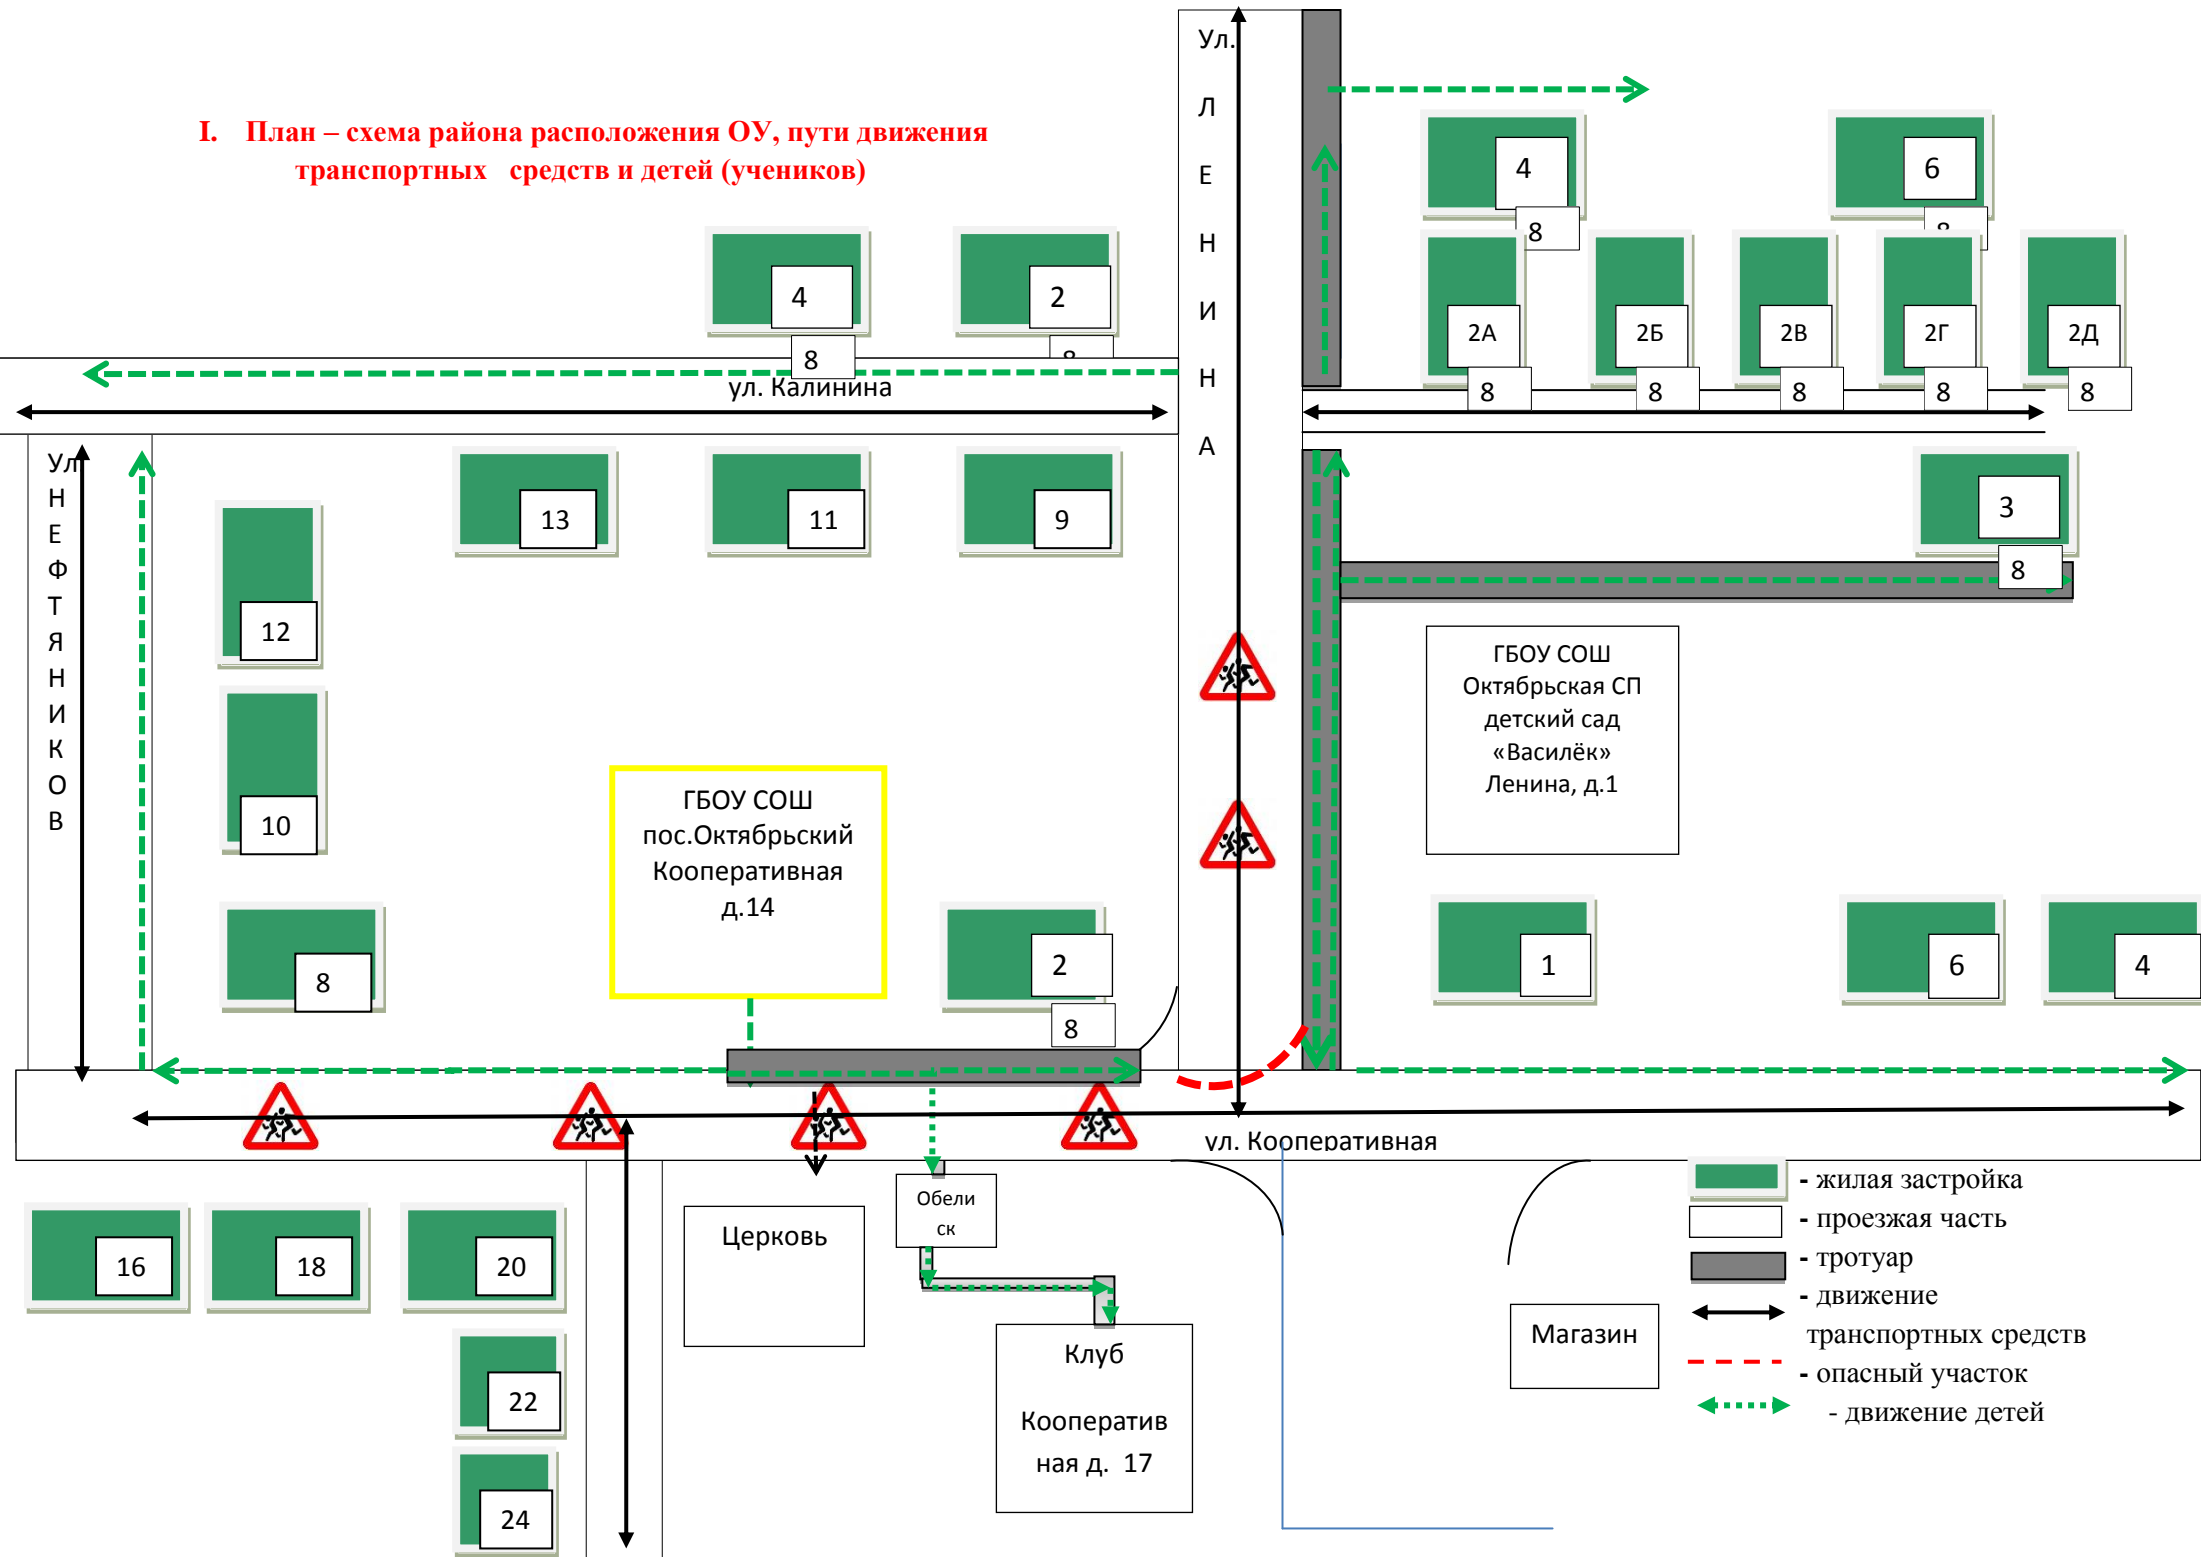 I. План – схема района расположения ОУ, пути движения
транспортных средств и детей (учеников)
Ул.
Л
Е
Н
И
Н
А
4
8
6
8
4
8
2
8
2А
8
2Б
8
2В
8
2Г
8
2Д
8
ул. Калинина
Ул
Н
Е
Ф
Т
Я
Н
И
К
О
В
13
11
9
3
8
12
10
8
ГБОУ СОШ
пос.Октябрьский
Кооперативная
д.14
2
8
ГБОУ СОШ
Октябрьская СП
детский сад
«Василёк»
Ленина, д.1
1
6
4
ул. Кооперативная
16
18
20
22
24
Церковь
Обели
ск
Клуб
Кооператив
ная д. 17
Магазин
- жилая застройка
- проезжая часть
- тротуар
- движение
транспортных средств
- опасный участок
- движение детей